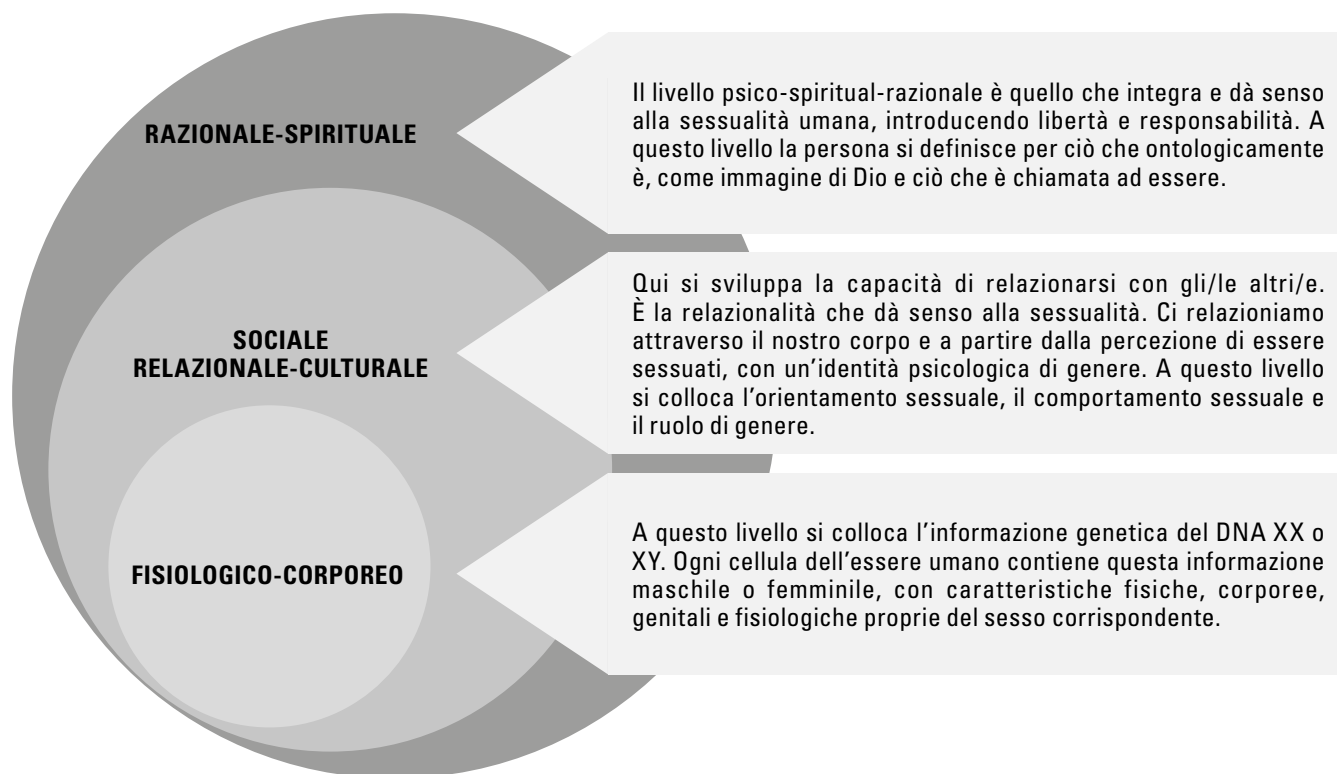 RAZIONALE-SPIRITUALE
Il livello psico-spiritual-razionale è quello che integra e dà senso
alla sessualità umana, introducendo libertà e responsabilità. A
questo livello la persona si definisce per ciò che ontologicamente
è, come immagine di Dio e ciò che è chiamata ad essere.
SOCIALE
RELAZIONALE-CULTURALE
Qui si sviluppa la capacità di relazionarsi con gli/le altri/e.
È la relazionalità che dà senso alla sessualità. Ci relazioniamo
attraverso il nostro corpo e a partire dalla percezione di essere
sessuati, con un'identità psicologica di genere. A questo livello
si colloca l'orientamento sessuale, il comportamento sessuale e
il ruolo di genere.
FISIOLOGICO-CORPOREO
A questo livello si colloca l'informazione genetica del DNA XX o
XY. Ogni cellula dell'essere umano contiene questa informazione
maschile o femminile, con caratteristiche fisiche, corporee,
genitali e fisiologiche proprie del sesso corrispondente.